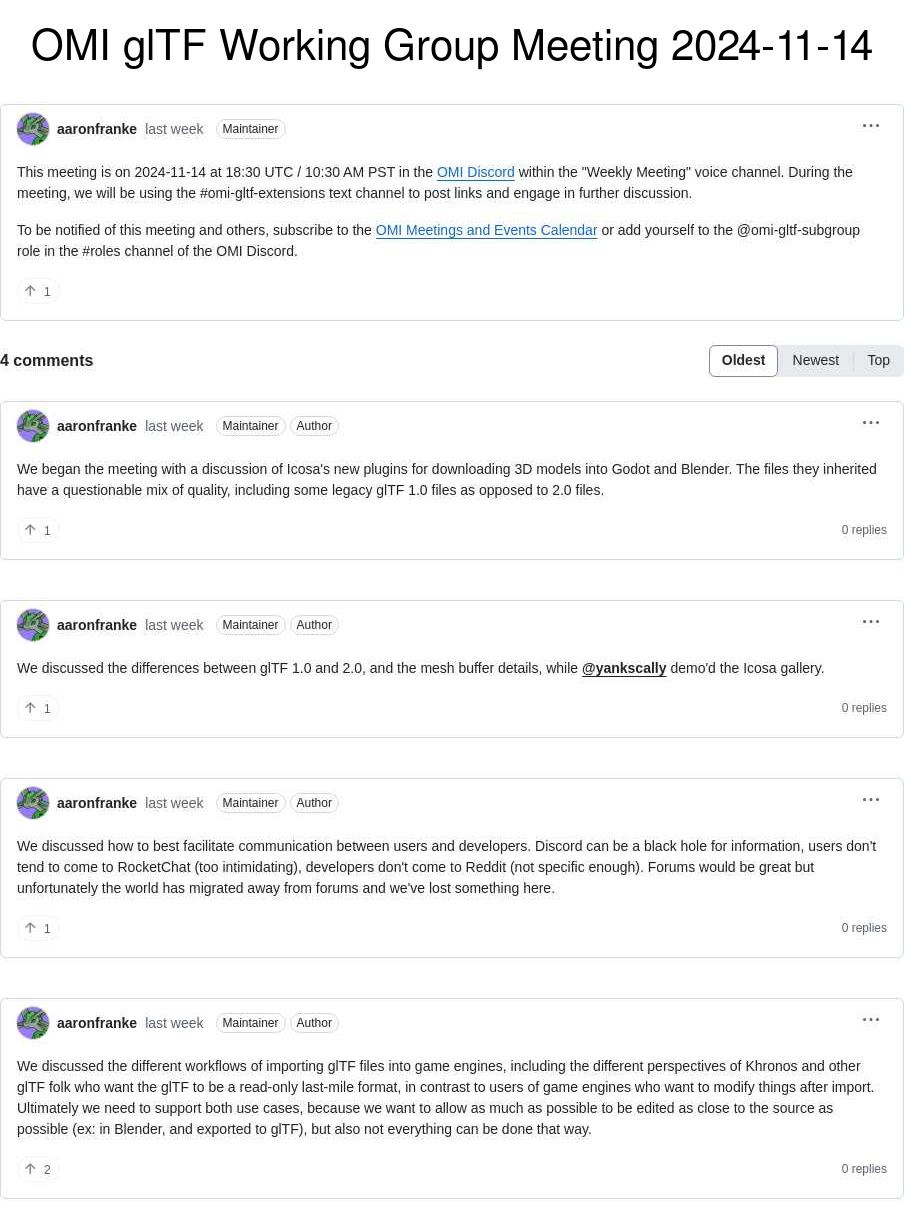 OMI glTF Working Group Meeting 2024-11-14
aaronfranke last week Maintainer ...
This meeting is on 2024-11-14 at 18:30 UTC / 10:30 AM PST in the OMI Discord within the "Weekly Meeting" voice channel. During the
meeting, we will be using the #omi-gltf-extensions text channel to post links and engage in further discussion.
To be notified of this meeting and others, subscribe to the OMI Meetings and Events Calendar or add yourself to the @omi-gltf-subgroup
role in the #roles channel of the OMI Discord.
↑ 1
4 comments Oldest Newest Top
aaronfranke last week Maintainer Author ...
We began the meeting with a discussion of Icosa's new plugins for downloading 3D models into Godot and Blender. The files they inherited
have a questionable mix of quality, including some legacy glTF 1.0 files as opposed to 2.0 files.
↑ 1 0 replies
aaronfranke last week Maintainer Author ...
We discussed the differences between glTF 1.0 and 2.0, and the mesh buffer details, while @yankscally demo'd the Icosa gallery.
↑ 1 0 replies
aaronfranke last week Maintainer Author ...
We discussed how to best facilitate communication between users and developers. Discord can be a black hole for information, users don't
tend to come to RocketChat (too intimidating), developers don't come to Reddit (not specific enough). Forums would be great but
unfortunately the world has migrated away from forums and we've lost something here.
↑ 1 0 replies
aaronfranke last week Maintainer Author ...
We discussed the different workflows of importing glTF files into game engines, including the different perspectives of Khronos and other
glTF folk who want the glTF to be a read-only last-mile format, in contrast to users of game engines who want to modify things after import.
Ultimately we need to support both use cases, because we want to allow as much as possible to be edited as close to the source as
possible (ex: in Blender, and exported to glTF), but also not everything can be done that way.
↑ 2 0 replies